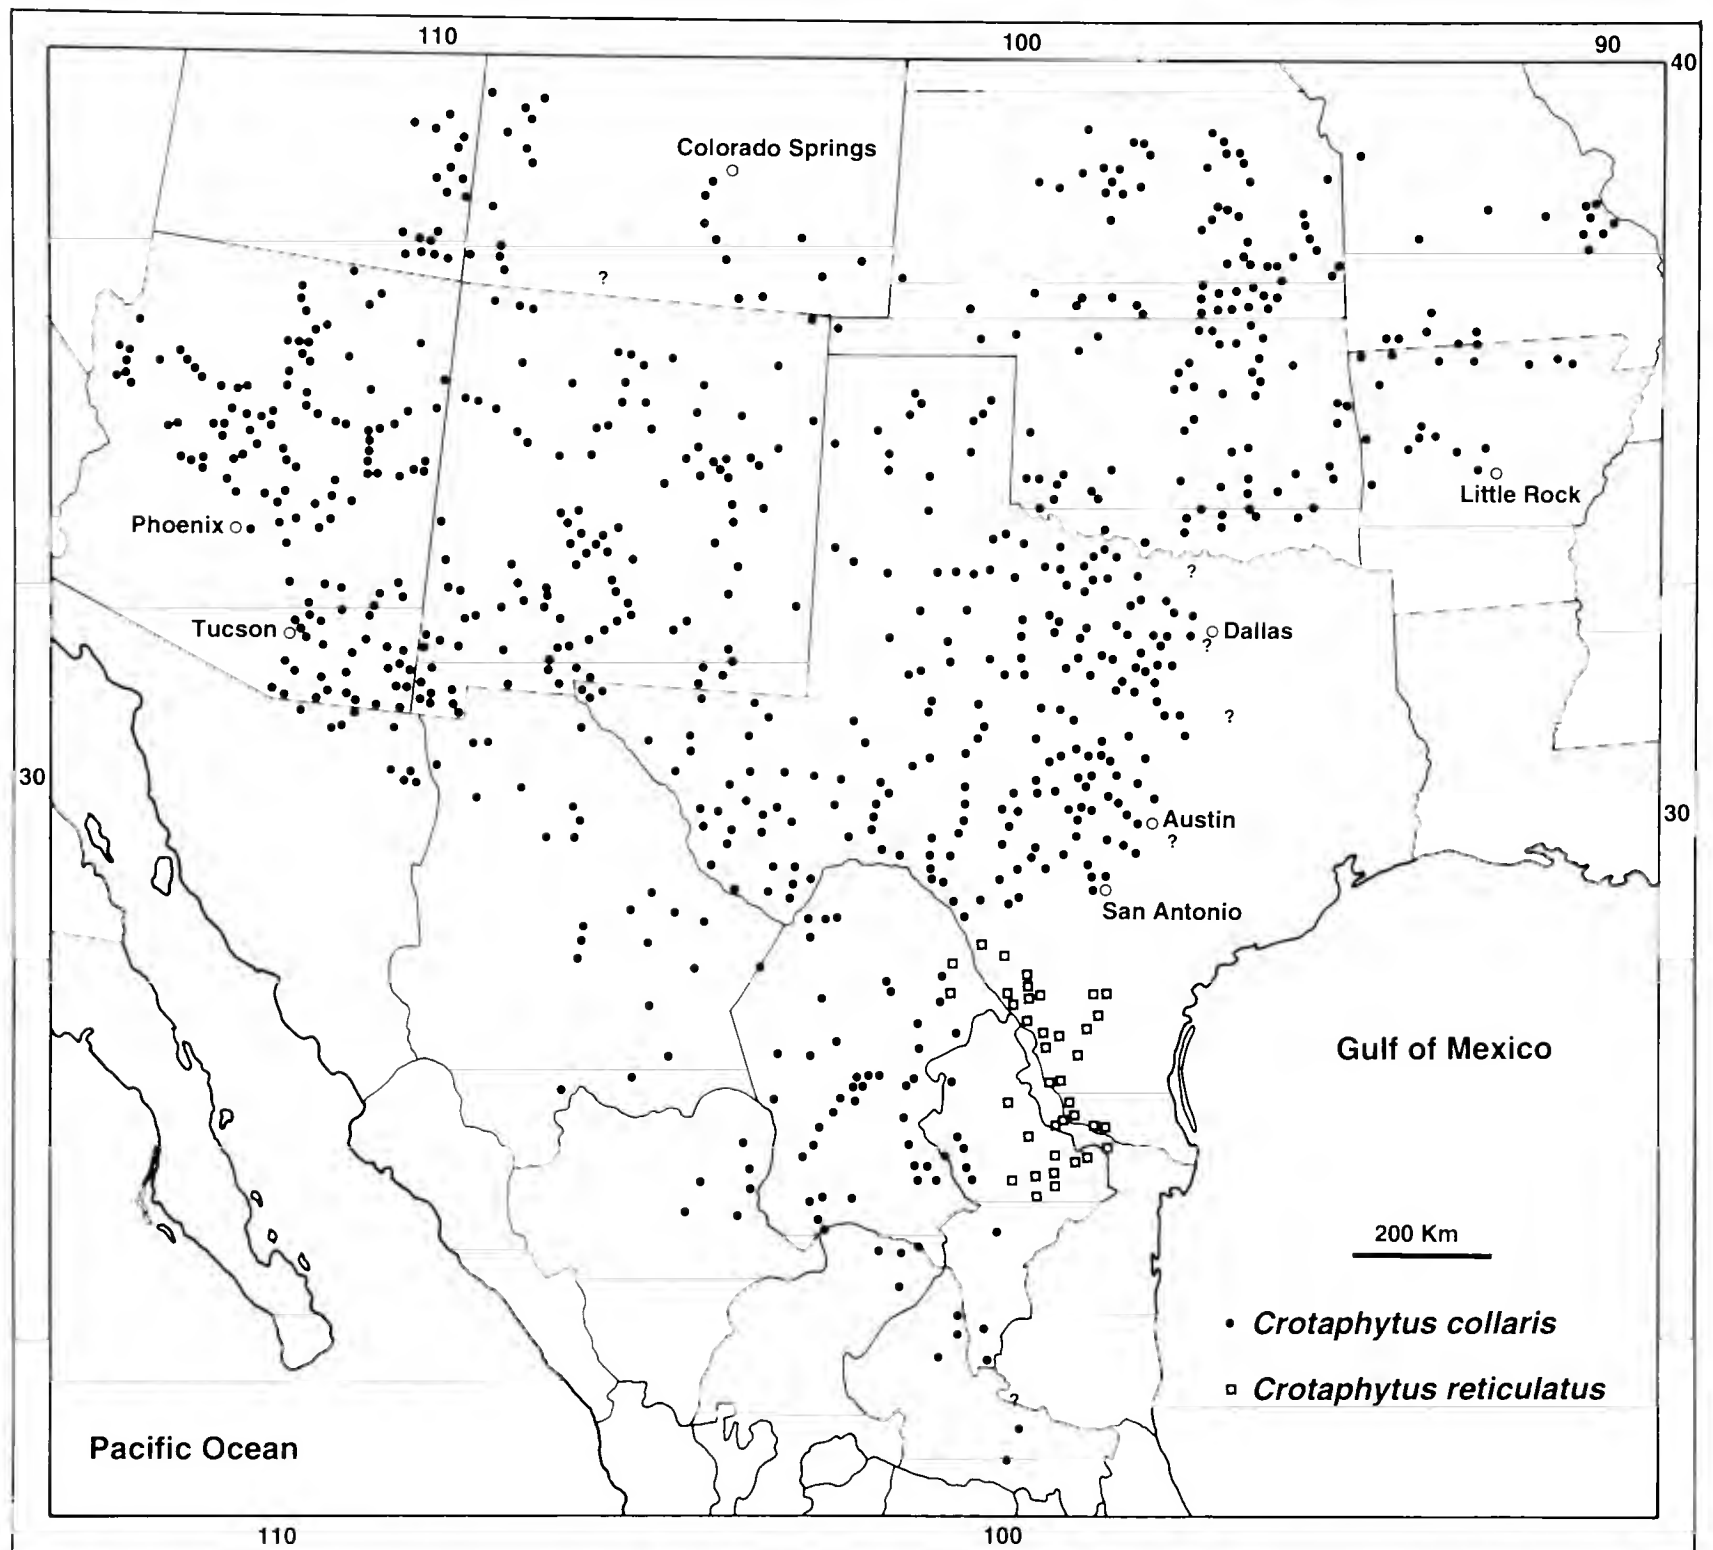 110
100
90
40
Colorado Springs
?
Little Rock
Phoenix
?
Tucson
Dallas
?
?
30
30
Austin
?
San Antonio
Gulf of Mexico
200 Km
Crotaphytus collaris
Crotaphytus reticulatus
?
Pacific Ocean
110
100